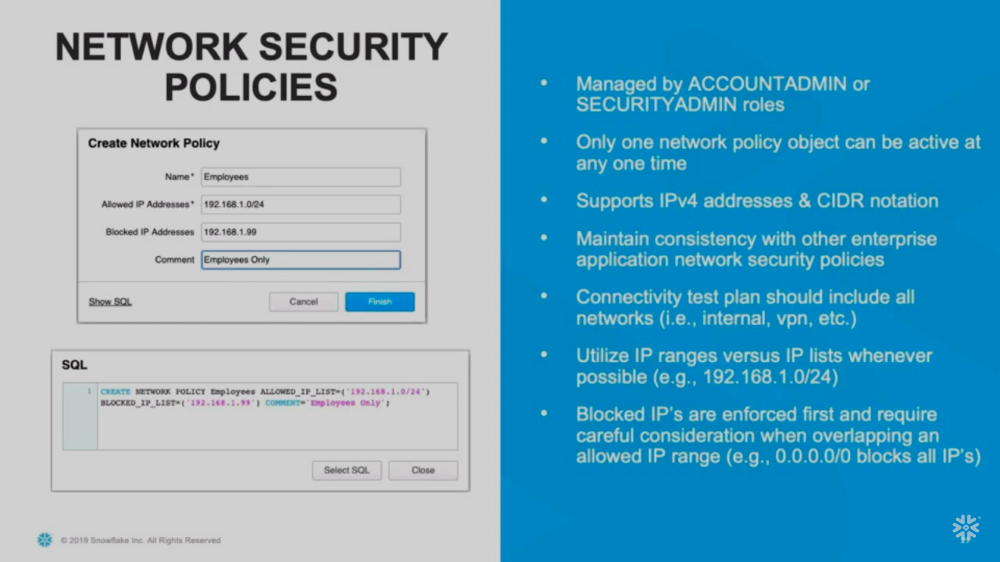 NETWORK SECURITY
POLICIES
Create Network Policy
Name* Employees
Allowed IP Addresses* 192.168.1.0/24
Blocked IP Addresses 192.168.1.99
Comment Employees Only
Show SQL Cancel Finish
SQL
1 CREATE NETWORK POLICY Employees ALLOWED_IP_LIST=('192.168.1.0/24')
BLOCKED_IP_LIST=('192.168.1.99') COMMENT='Employees Only';
Select SQL Close
© 2019 Snowflake Inc. All Rights Reserved
• Managed by ACCOUNTADMIN or
SECURITYADMIN roles
• Only one network policy object can be active at
any one time
• Supports IPv4 addresses & CIDR notation
• Maintain consistency with other enterprise
application network security policies
• Connectivity test plan should include all
networks (i.e., internal, vpn, etc.)
• Utilize IP ranges versus IP lists whenever
possible (e.g., 192.168.1.0/24)
• Blocked IP’s are enforced first and require
careful consideration when overlapping an
allowed IP range (e.g., 0.0.0.0/0 blocks all IP’s)